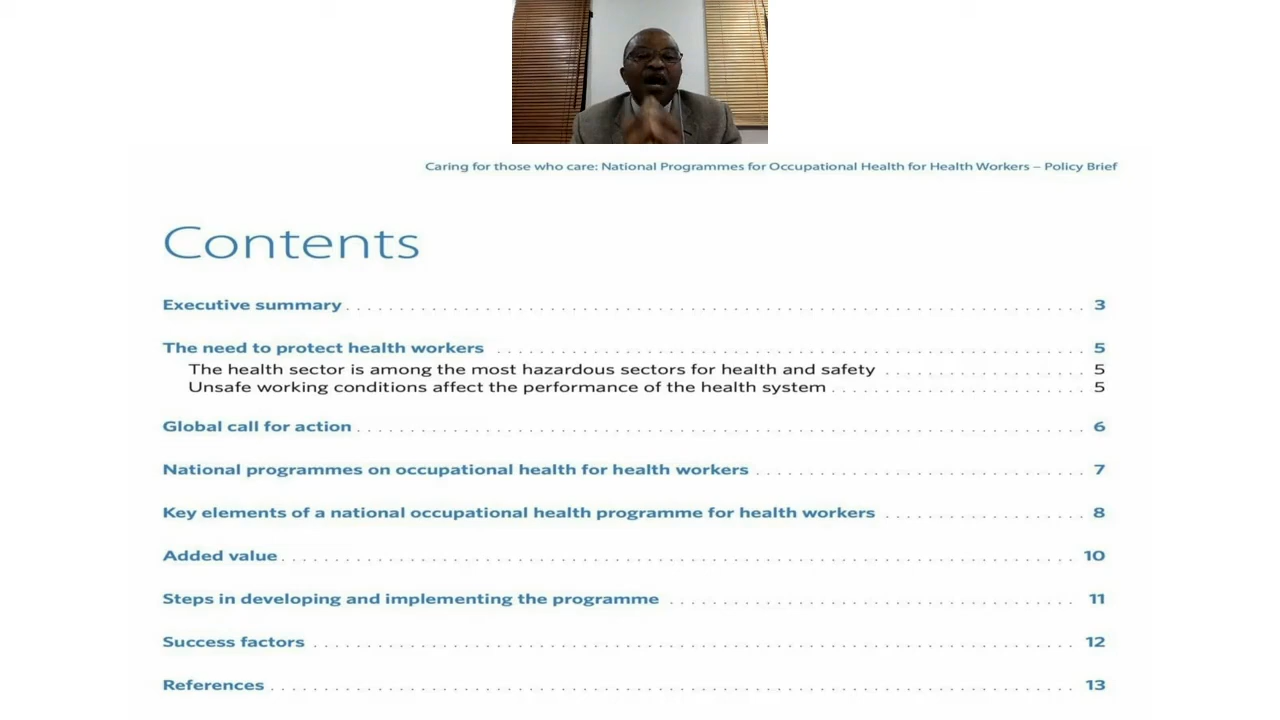 Caring for those who care: National Programmes for Occupational Health for Health Workers – Policy Brief
Contents
Executive summary 3
The need to protect health workers 5
The health sector is among the most hazardous sectors for health and safety 5
Unsafe working conditions affect the performance of the health system 5
Global call for action 6
National programmes on occupational health for health workers 7
Key elements of a national occupational health programme for health workers 8
Added value 10
Steps in developing and implementing the programme 11
Success factors 12
References 13